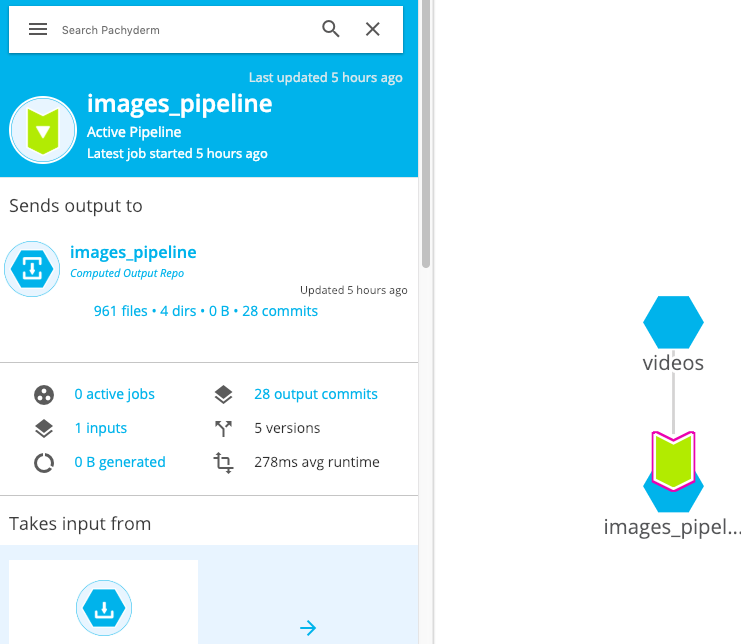 Search Pachyderm
Last updated 5 hours ago
images_pipeline
Active Pipeline
Latest job started 5 hours ago
Sends output to
images_pipeline
Computed Output Repo
Updated 5 hours ago
961 files • 4 dirs • 0 B • 28 commits
0 active jobs
28 output commits
1 inputs
5 versions
0 B generated
278ms avg runtime
Takes input from
videos
images_pipel...